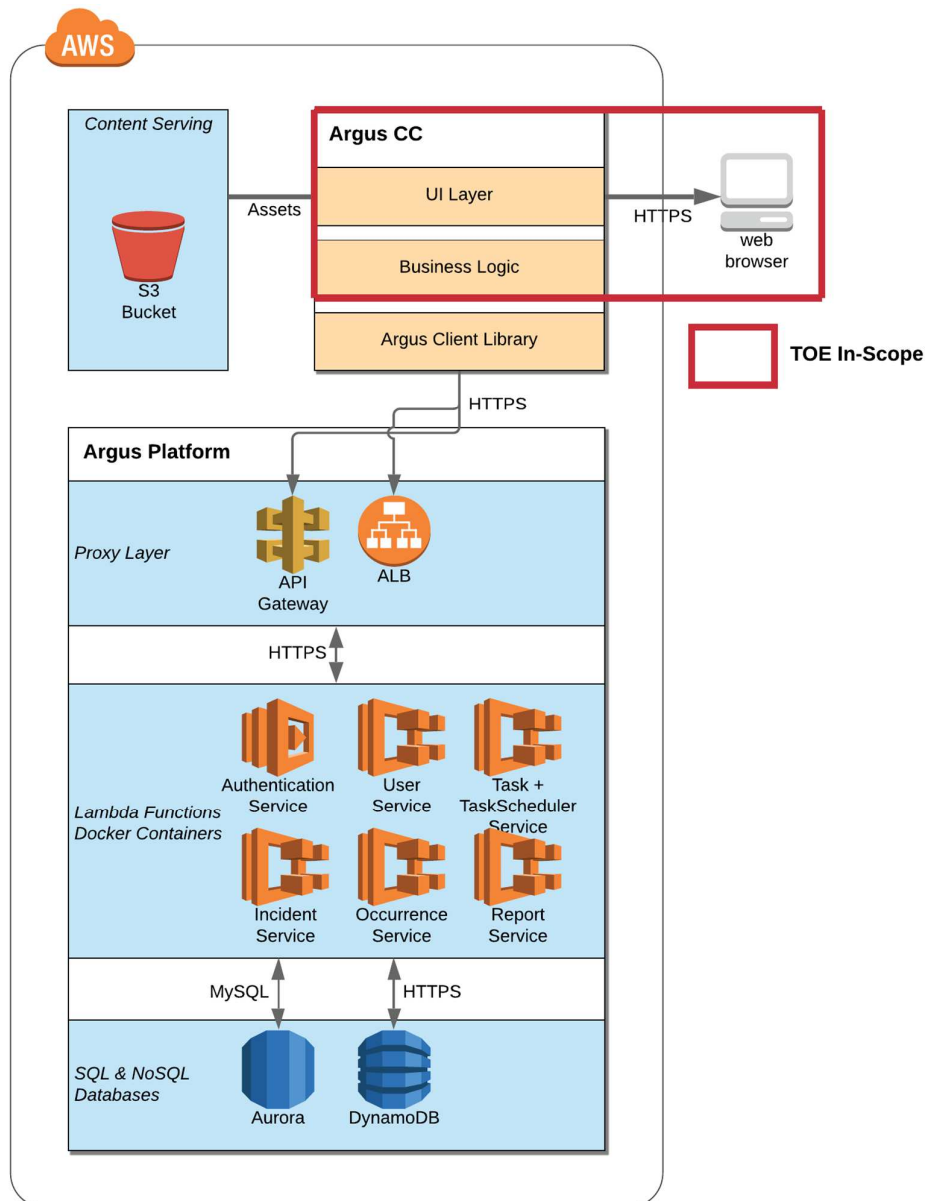 AWS
Content Serving
S3
Bucket
Assets
Argus CC
UI Layer
Business Logic
Argus Client Library
HTTPS
web
browser
TOE In-Scope
HTTPS
Argus Platform
Proxy Layer
API
Gateway
ALB
HTTPS
Lambda Functions
Docker Containers
Authentication
Service
User
Service
Task +
TaskScheduler
Service
Incident
Service
Occurrence
Service
Report
Service
MySQL
HTTPS
SQL & NoSQL
Databases
Aurora
DynamoDB